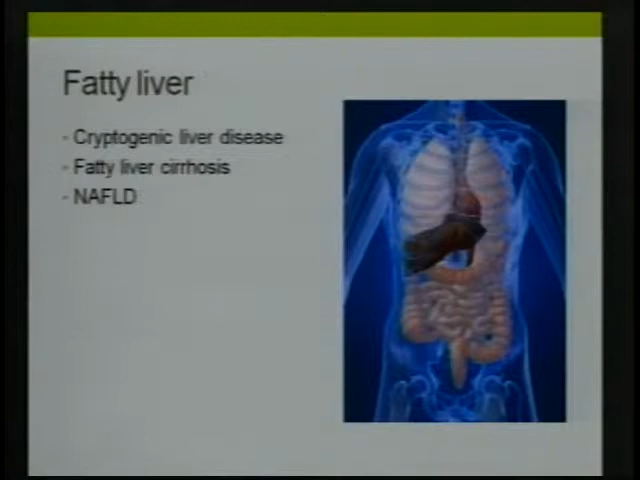 Fatty liver
- Cryptogenic liver disease
- Fatty liver cirrhosis
- NAFLD